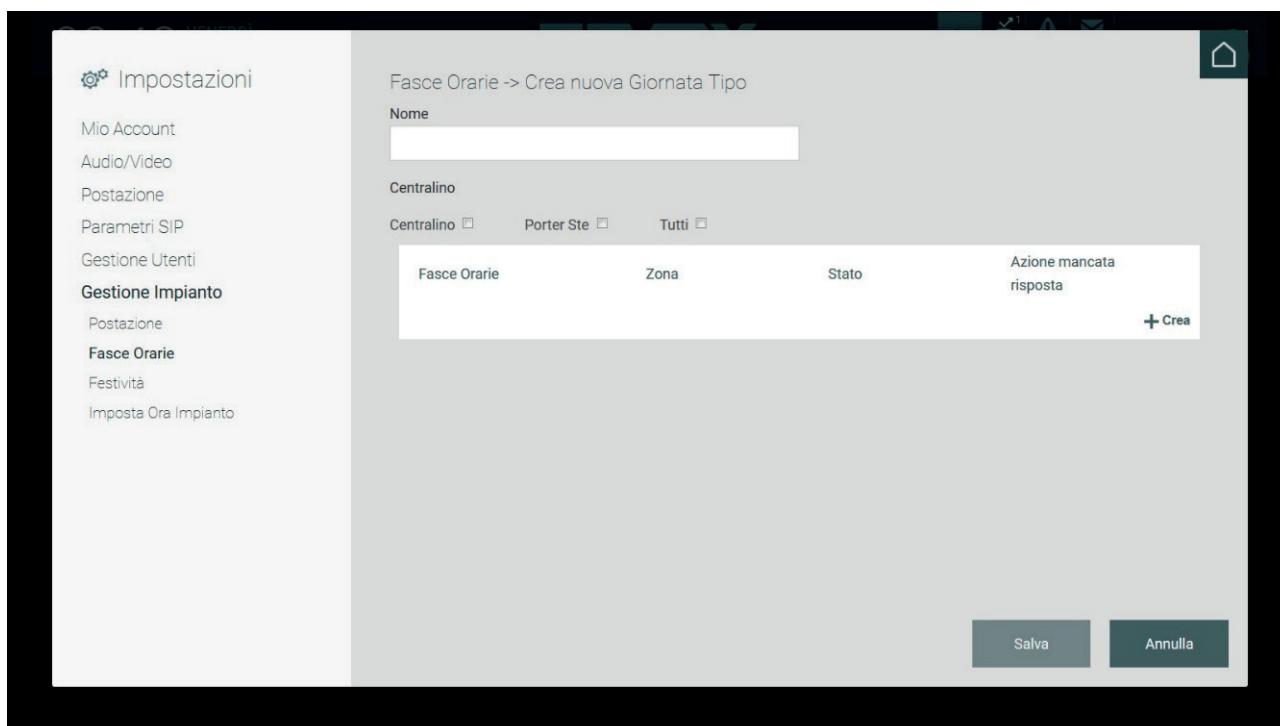 Impostazioni
Mio Account
Audio/Video
Postazione
Parametri SIP
Gestione Utenti
Gestione Impianto
Postazione
Fasce Orarie
Festività
Imposta Ora Impianto
Fasce Orarie -> Crea nuova Giornata Tipo
Nome
Centralino
Centralino Porter Ste Tutti
Fasce Orarie Zona Stato Azione mancata
risposta
+ Crea
Salva Annulla